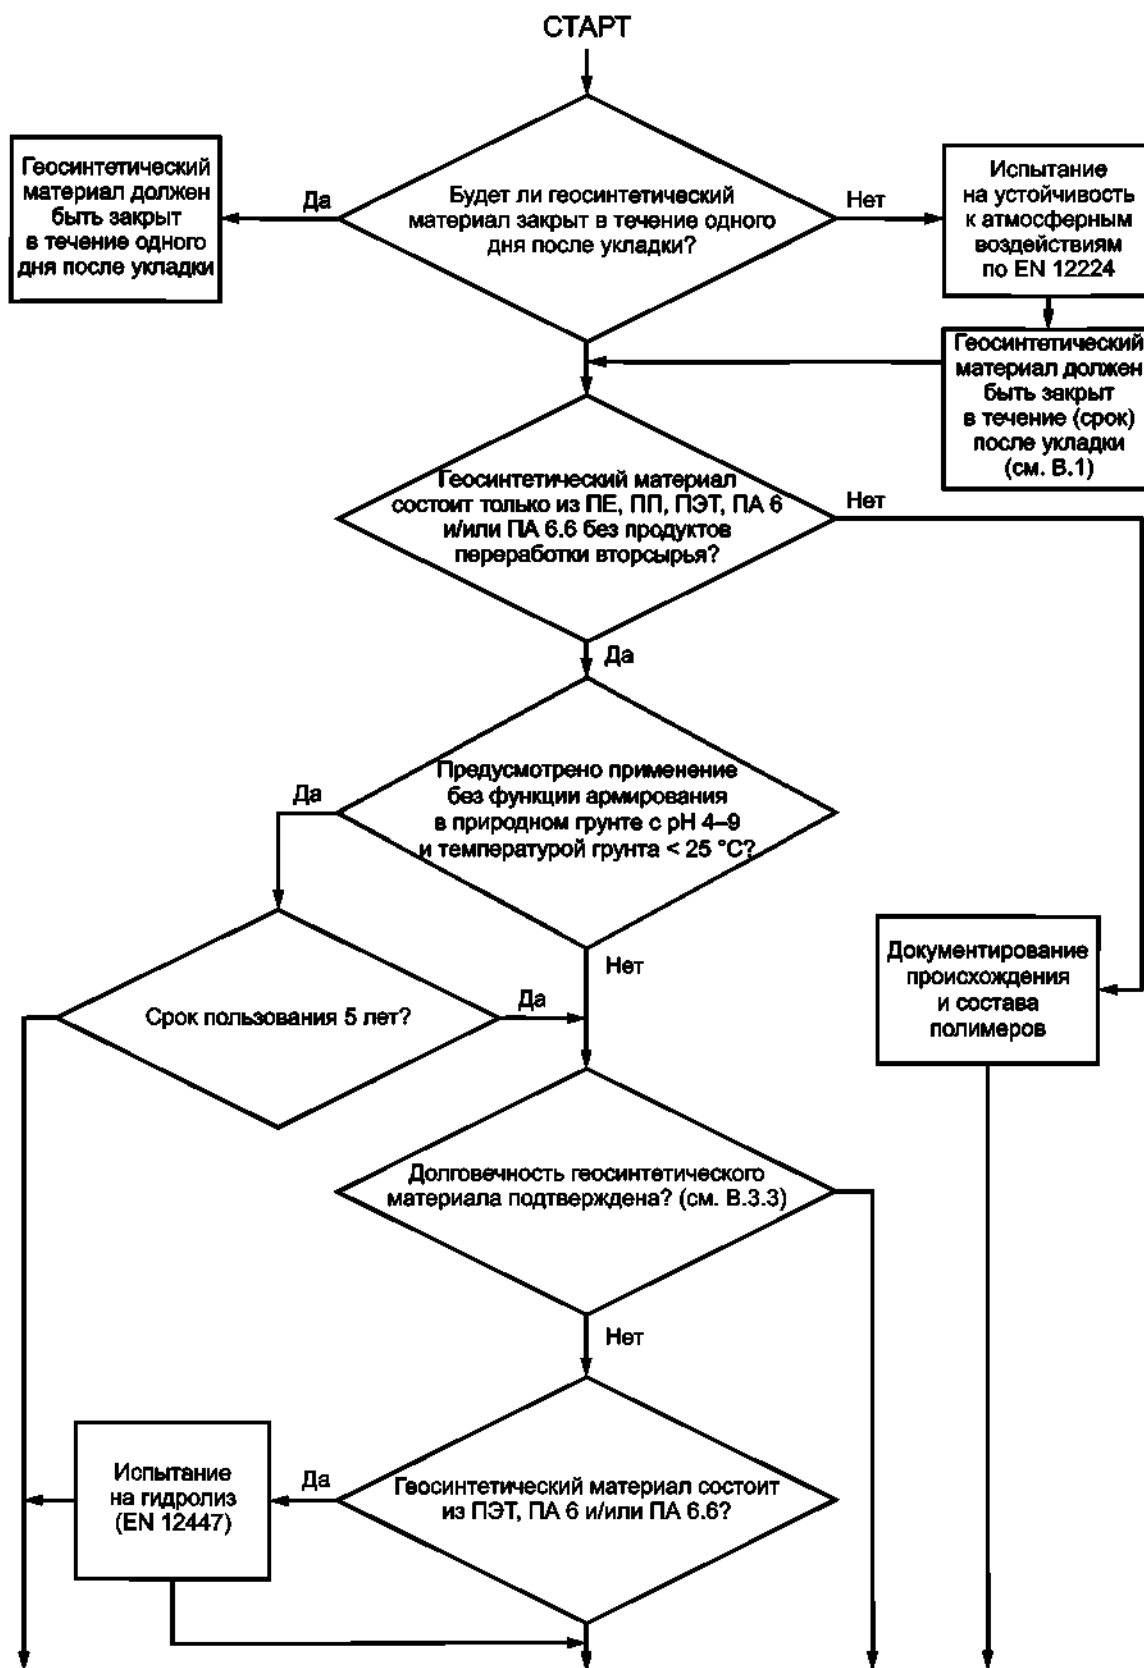 СТАРТ
Геосинтетический
материал должен
быть закрыт
в течение одного
дня после укладки
Да
Будет ли геосинтетический
материал закрыт в течение одного
дня после укладки?
Нет
Испытание
на устойчивость
к атмосферным
воздействиям
по EN 12224
Геосинтетический
материал должен
быть закрыт
в течение (срок)
после укладки
(см. В.1)
Геосинтетический материал
состоит только из ПЕ, ПП, ПЭТ, ПА 6
и/или ПА 6.6 без продуктов
переработки вторсырья?
Нет
Да
Предусмотрено применение
без функции армирования
в природном грунте с pH 4–9
и температурой грунта < 25 °C?
Да
Нет
Документирование
происхождения
и состава
полимеров
Срок пользования 5 лет?
Да
Долговечность геосинтетического
материала подтверждена? (см. В.3.3)
Нет
Испытание
на гидролиз
(EN 12447)
Да
Геосинтетический материал состоит
из ПЭТ, ПА 6 и/или ПА 6.6?